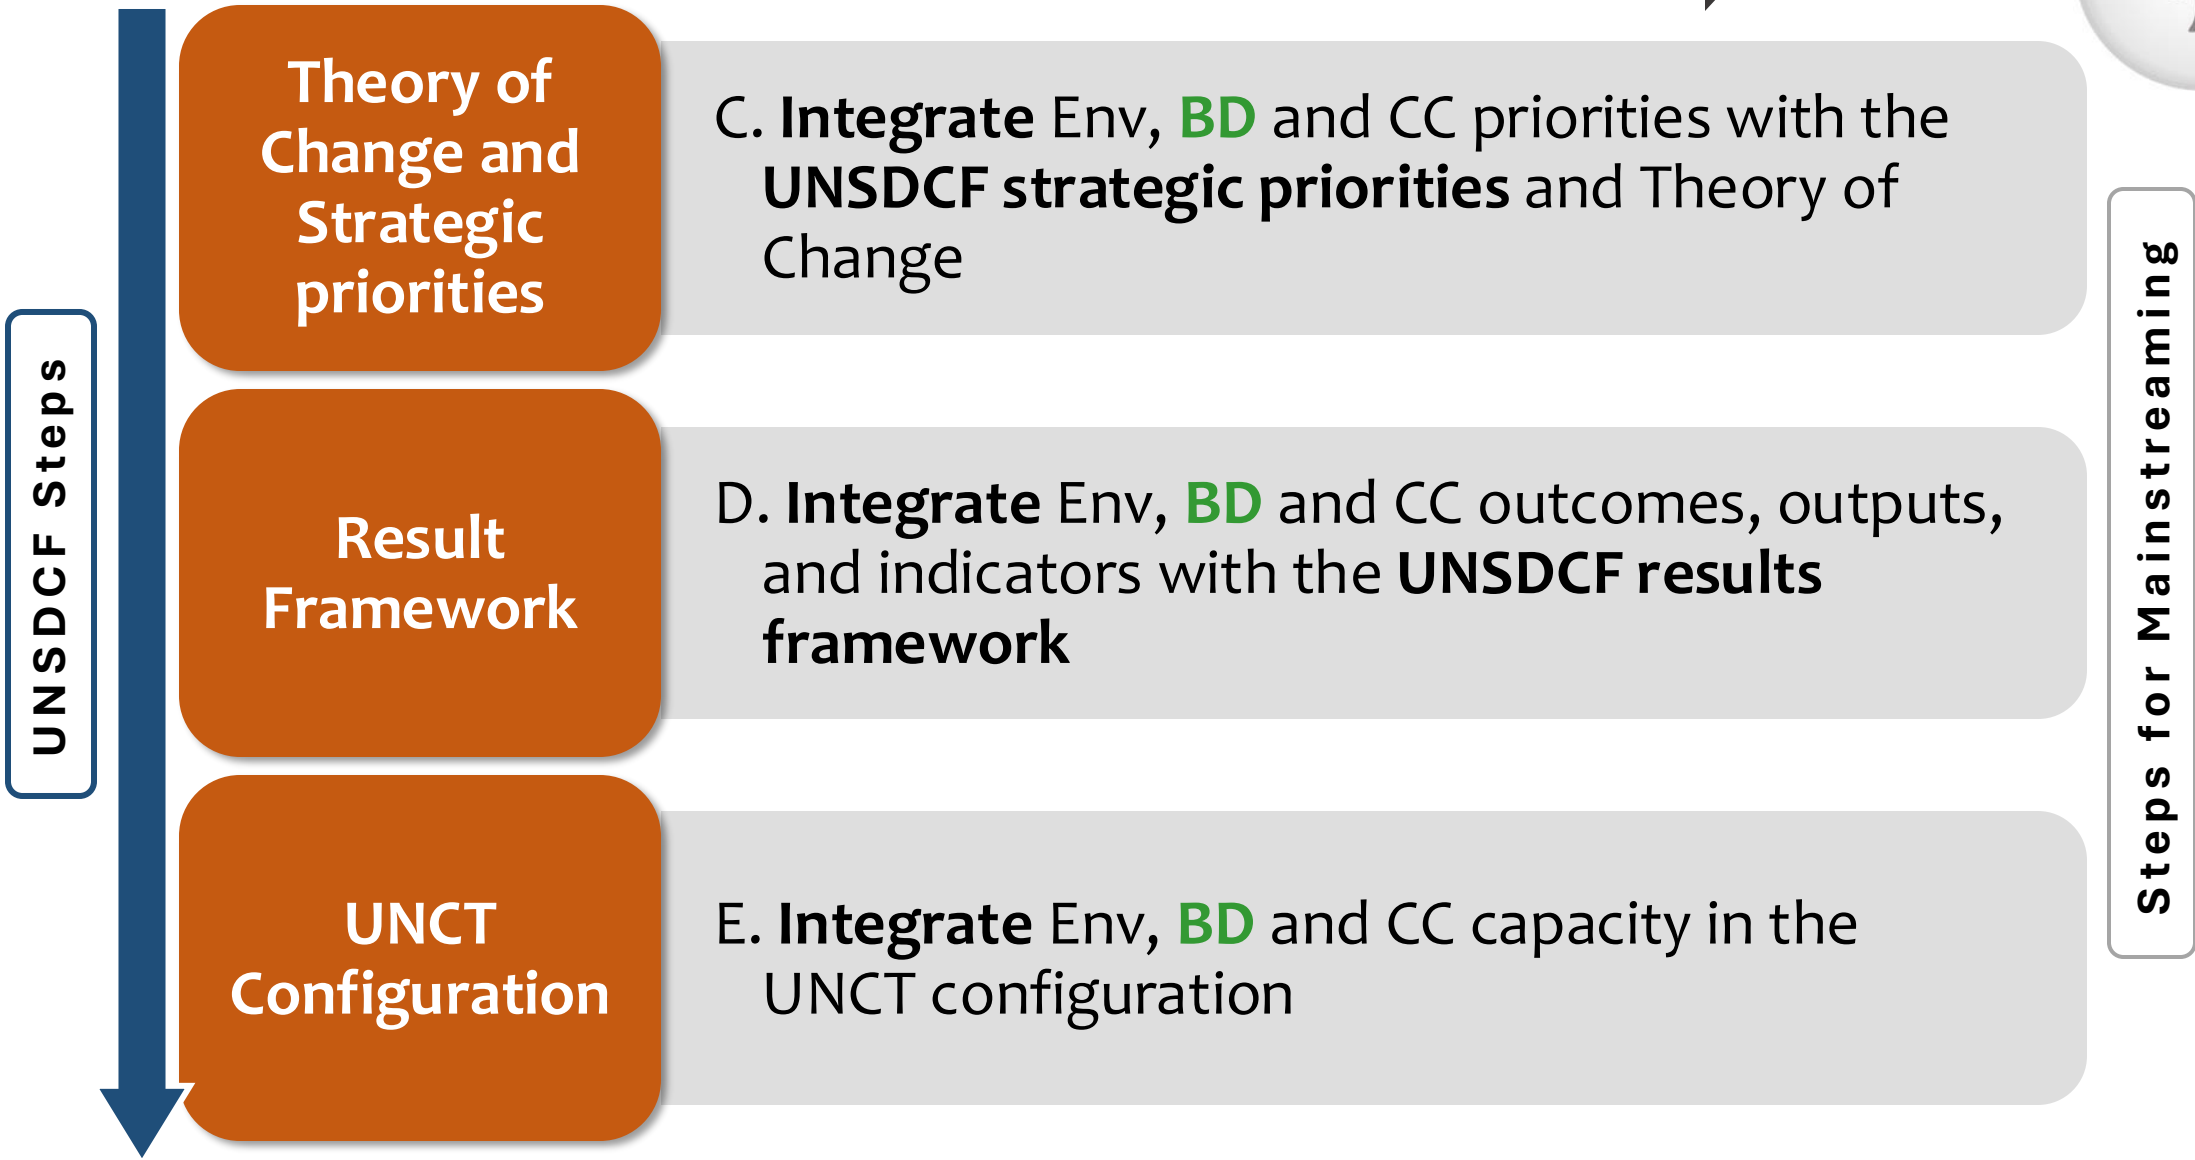 UNSDCF Steps
Theory of
Change and
Strategic
priorities
C. Integrate Env, BD and CC priorities with the
UNSDCF strategic priorities and Theory of
Change
Result
Framework
D. Integrate Env, BD and CC outcomes, outputs,
and indicators with the UNSDCF results
framework
UNCT
Configuration
E. Integrate Env, BD and CC capacity in the
UNCT configuration
Steps for Mainstreaming